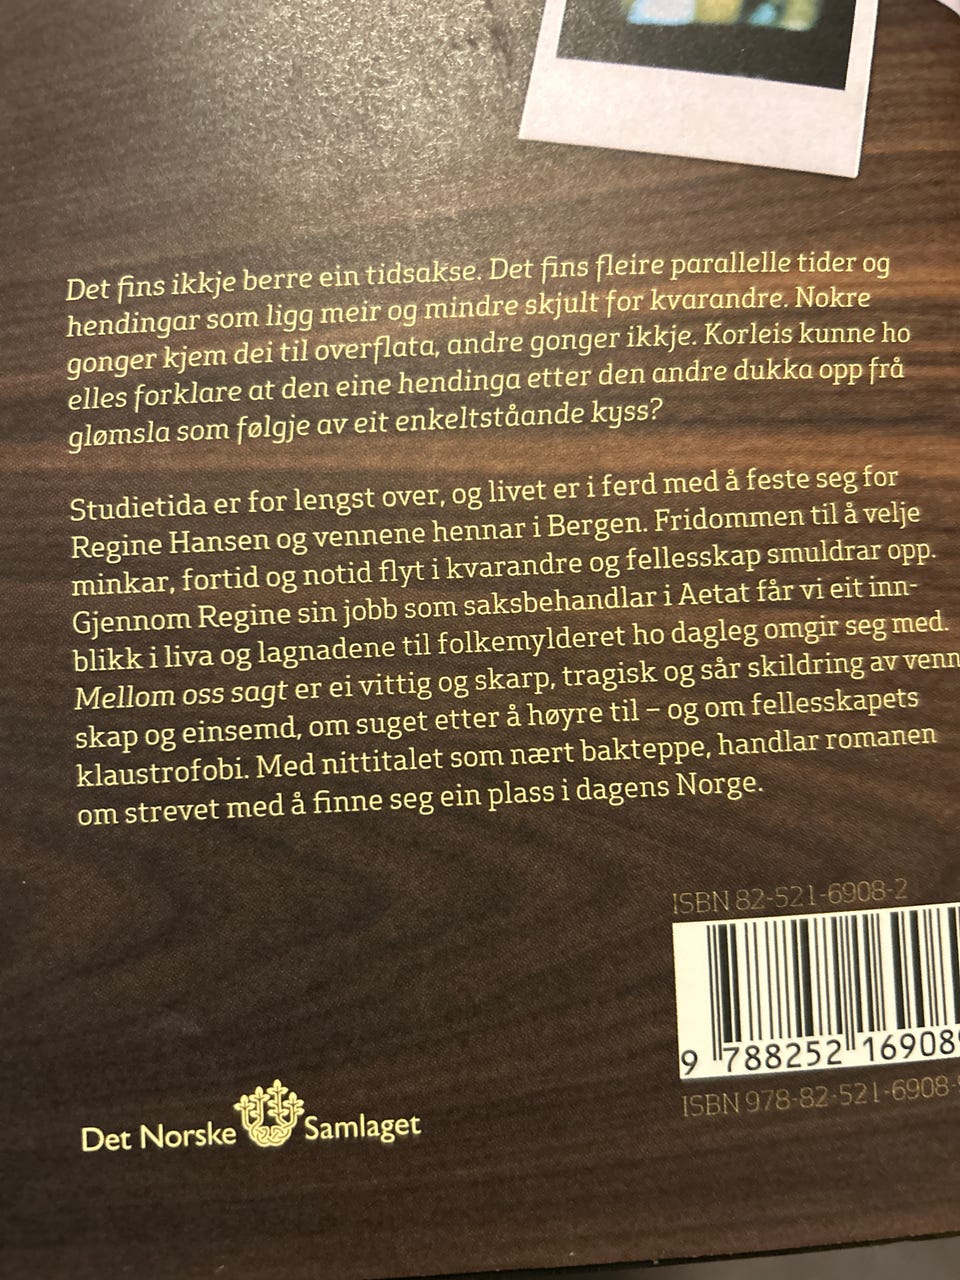 Det fins ikkje berre ein tidsakse. Det fins fleire parallelle tider og
hendingar som ligg meir og mindre skjult for kvarandre. Nokre
gonger kjem dei til overflata, andre gonger ikkje. Korleis kunne ho
elles forklare at den eine hendinga etter den andre dukka opp frå
glømsla som følgje av eit enkeltståande kyss?
Studietida er for lengst over, og livet er i ferd med å feste seg for
Regine Hansen og vennene hennar i Bergen. Fridommen til å velje
minkar, fortid og notid flyt i kvarandre og fellesskap smuldrar opp.
Gjennom Regine sin jobb som saksbehandlar i Aetat får vi eit inn-
blikk i liva og lagnadene til folkemylderet ho dagleg omgir seg med.
Mellom oss sagt er ei vittig og skarp, tragisk og sår skildring av venn
skap og einsemd, om suget etter å høyre til – og om fellesskapets
klaustrofobi. Med nittitalet som nært bakteppe, handlar romanen
om strevet med å finne seg ein plass i dagens Norge.
ISBN 82-521-6908-2
9 788252 169089
ISBN 978-82-521-6908-
Det Norske Samlaget